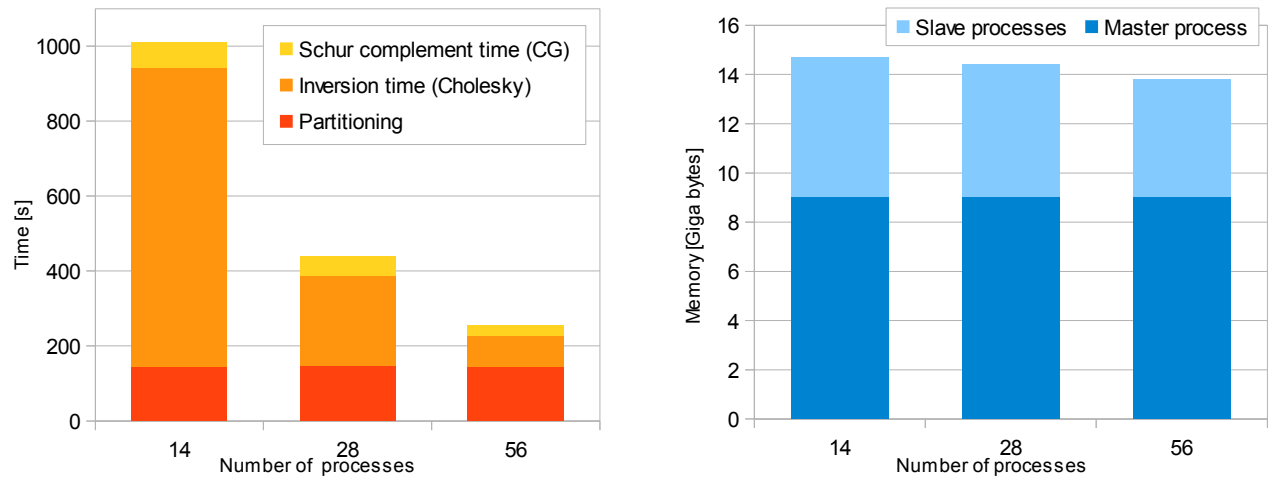 1000
800
600
400
200
0
Time [s]
Schur complement time (CG)
Inversion time (Cholesky)
Partitioning
14
28
56
Number of processes
16
14
12
10
8
6
4
2
0
Memory [Giga bytes]
Slave processes
Master process
14
28
56
Number of processes